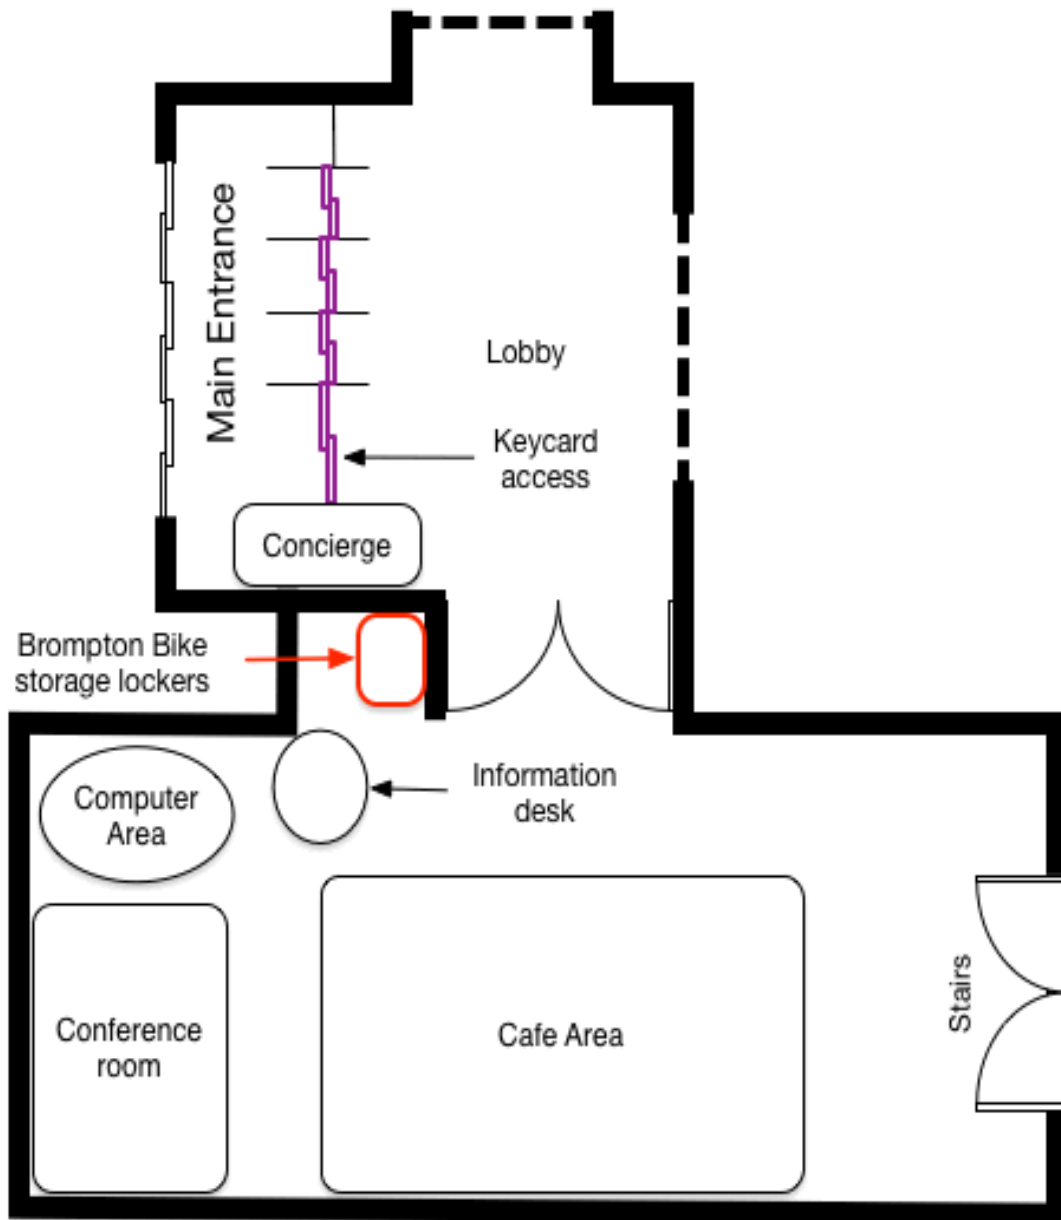 Main Entrance
Lobby
Keycard
access
Concierge
Brompton Bike
storage lockers
Information
desk
Computer
Area
Conference
room
Cafe Area
Stairs